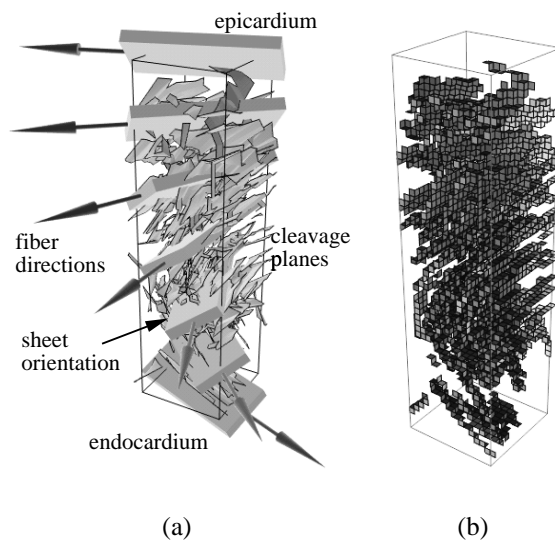 epicardium
fiber
directions
cleavage
planes
sheet
orientation
endocardium
(a)
(b)